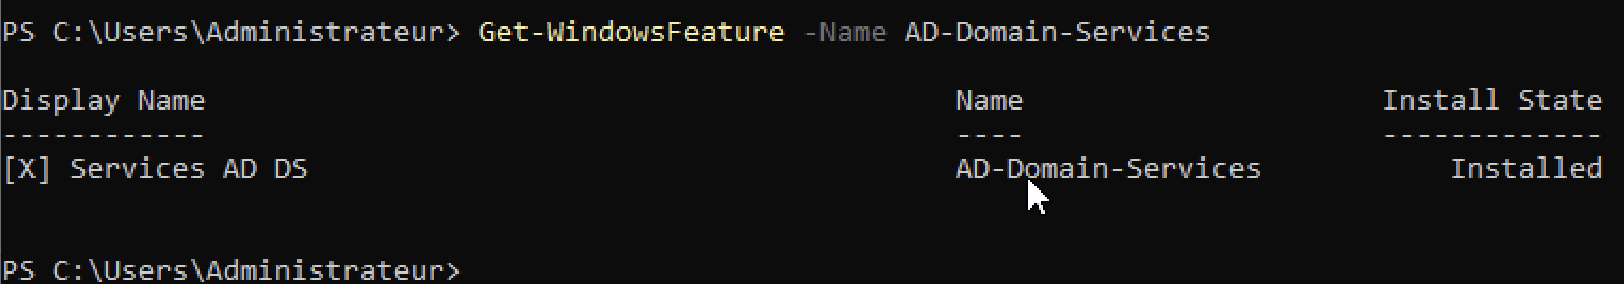 PS C:\Users\Administrateur> Get-WindowsFeature -Name AD-Domain-Services
Display Name Name Install State
------------ ---- -------------
[X] Services AD DS AD-Domain-Services Installed
PS C:\Users\Administrateur>